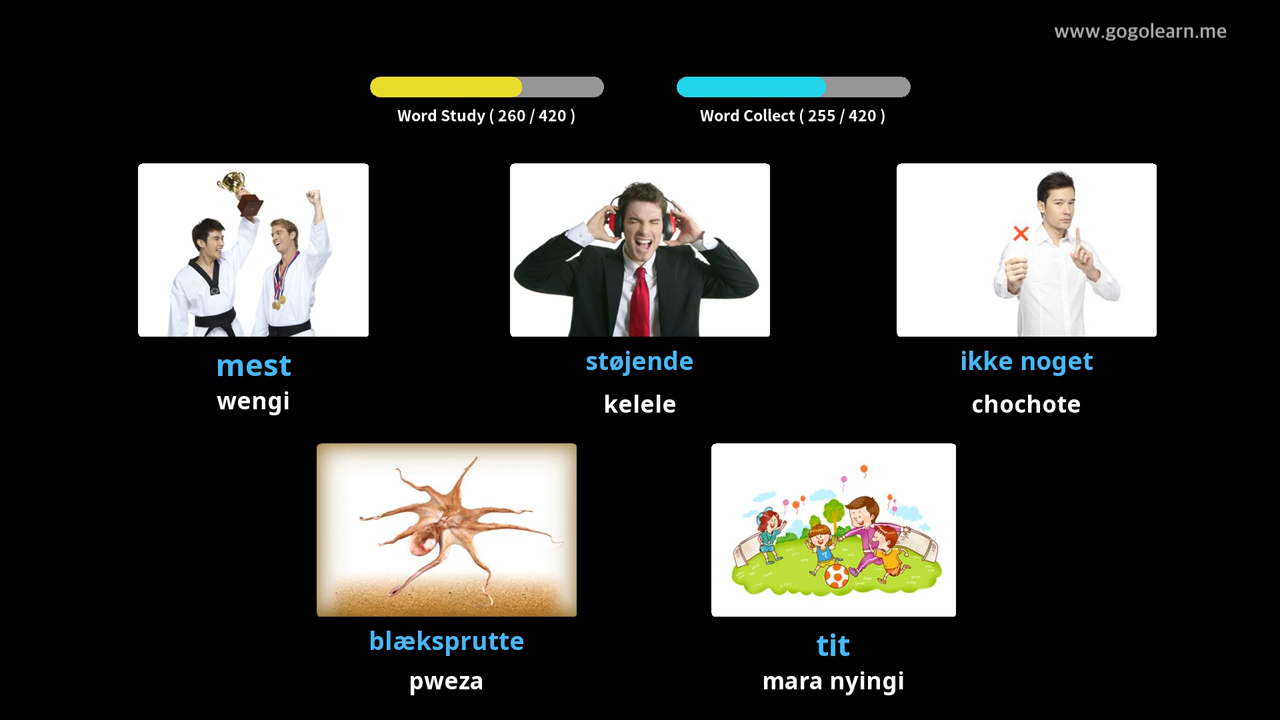 www.gogolearn.me
Word Study ( 260 / 420 )
Word Collect ( 255 / 420 )
mest
wengi
støjende
kelele
ikke noget
chochote
blæksprutte
pweza
tit
mara nyingi